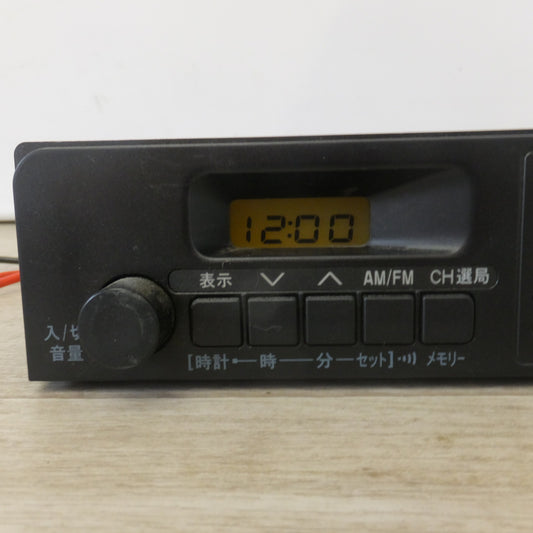 12:00
表示 ∨ ∧ AM/FM CH選局
入/切
音量
[時計 時 分 セット] メモリー